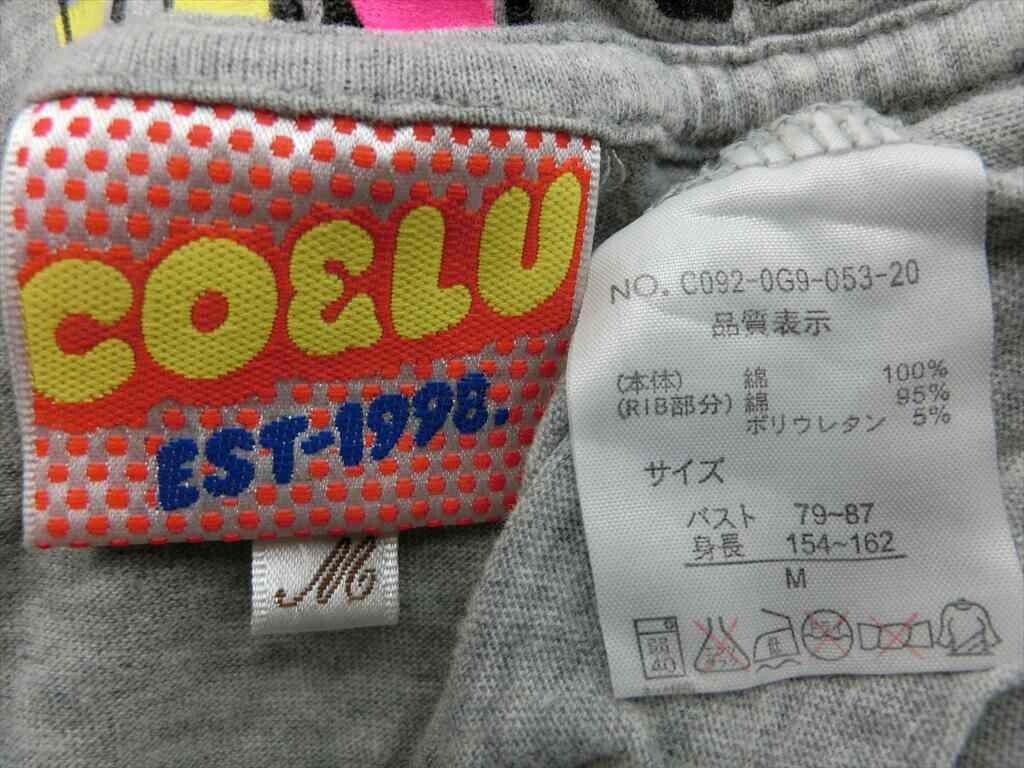 COELU
EST-1998.
M
NO. C092-0G9-053-20
品質表示
(本体) 綿 100%
(RIB部分) 綿 95%
ポリウレタン 5%
サイズ
バスト 79~87
身長 154~162
M
40